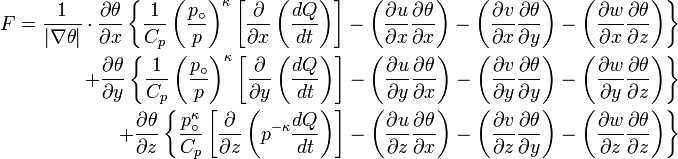 F = \frac{1}{|\nabla\theta|} \cdot \frac{\partial\theta}{\partial x} \left\{ \frac{1}{C_p} \left( \frac{p_\circ}{p} \right)^\kappa \left[ \frac{\partial}{\partial x} \left( \frac{dQ}{dt} \right) \right] - \left( \frac{\partial u}{\partial x} \frac{\partial\theta}{\partial x} \right) - \left( \frac{\partial v}{\partial x} \frac{\partial\theta}{\partial y} \right) - \left( \frac{\partial w}{\partial x} \frac{\partial\theta}{\partial z} \right) \right\}
+ \frac{\partial\theta}{\partial y} \left\{ \frac{1}{C_p} \left( \frac{p_\circ}{p} \right)^\kappa \left[ \frac{\partial}{\partial y} \left( \frac{dQ}{dt} \right) \right] - \left( \frac{\partial u}{\partial y} \frac{\partial\theta}{\partial x} \right) - \left( \frac{\partial v}{\partial y} \frac{\partial\theta}{\partial y} \right) - \left( \frac{\partial w}{\partial y} \frac{\partial\theta}{\partial z} \right) \right\}
+ \frac{\partial\theta}{\partial z} \left\{ \frac{p_\circ^\kappa}{C_p} \left[ \frac{\partial}{\partial z} \left( p^{-\kappa} \frac{dQ}{dt} \right) \right] - \left( \frac{\partial u}{\partial z} \frac{\partial\theta}{\partial x} \right) - \left( \frac{\partial v}{\partial z} \frac{\partial\theta}{\partial y} \right) - \left( \frac{\partial w}{\partial z} \frac{\partial\theta}{\partial z} \right) \right\}